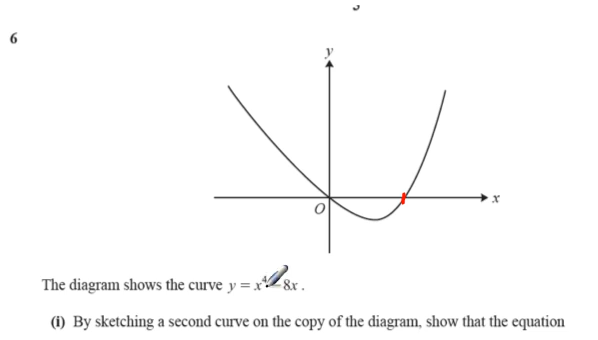 6
y
x
O
The diagram shows the curve y = x⁴ 8x .
(i) By sketching a second curve on the copy of the diagram, show that the equation